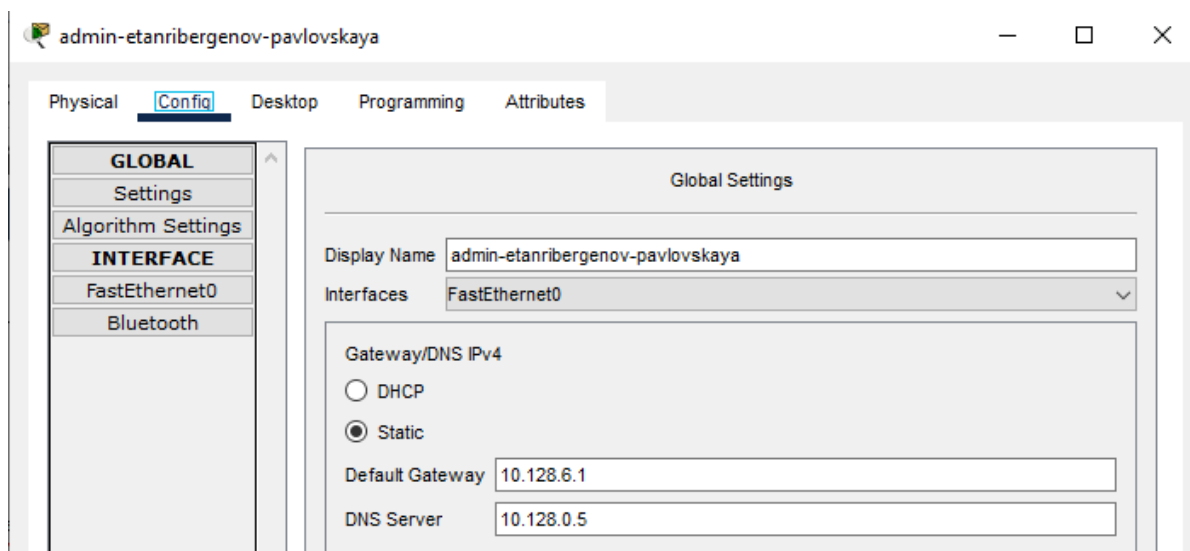 admin-etanribergenov-pavlovskaya
Physical Config Desktop Programming Attributes
GLOBAL
Settings
Algorithm Settings
INTERFACE
FastEthernet0
Bluetooth
Global Settings
Display Name admin-etanribergenov-pavlovskaya
Interfaces FastEthernet0
Gateway/DNS IPv4
DHCP
Static
Default Gateway 10.128.6.1
DNS Server 10.128.0.5